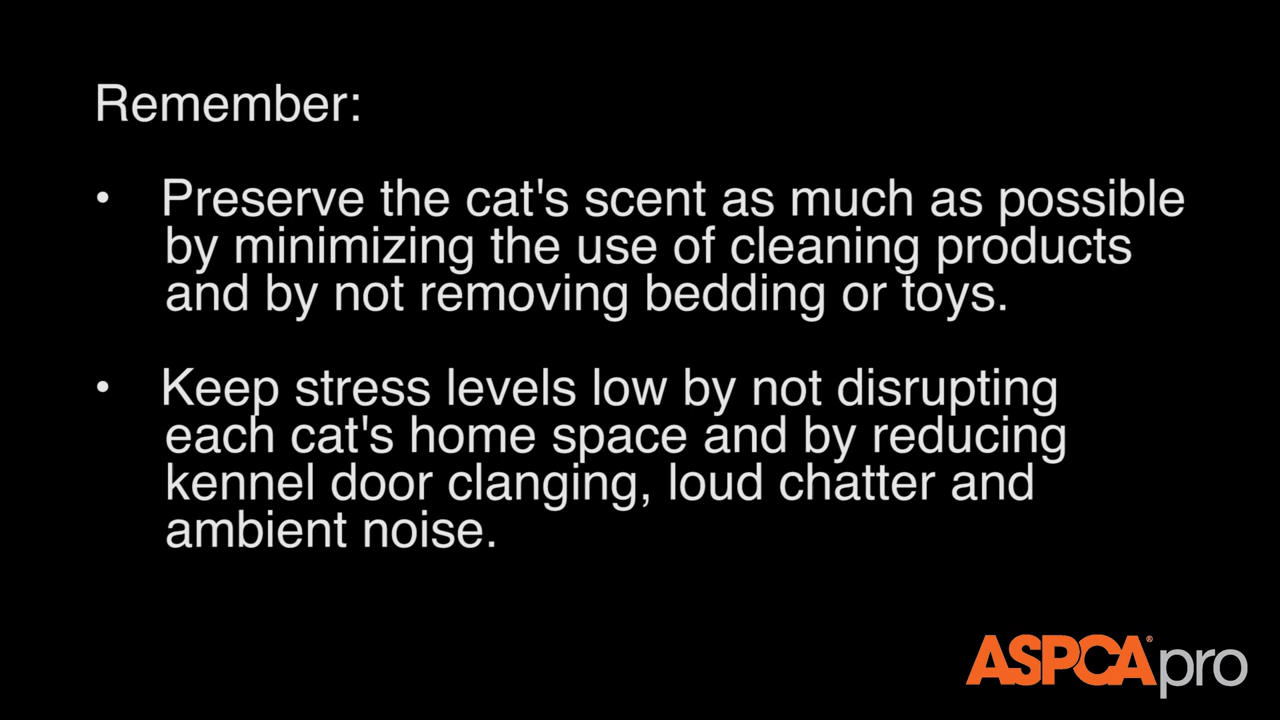 Remember:
• Preserve the cat's scent as much as possible
by minimizing the use of cleaning products
and by not removing bedding or toys.
• Keep stress levels low by not disrupting
each cat's home space and by reducing
kennel door clanging, loud chatter and
ambient noise.
ASPCA® pro